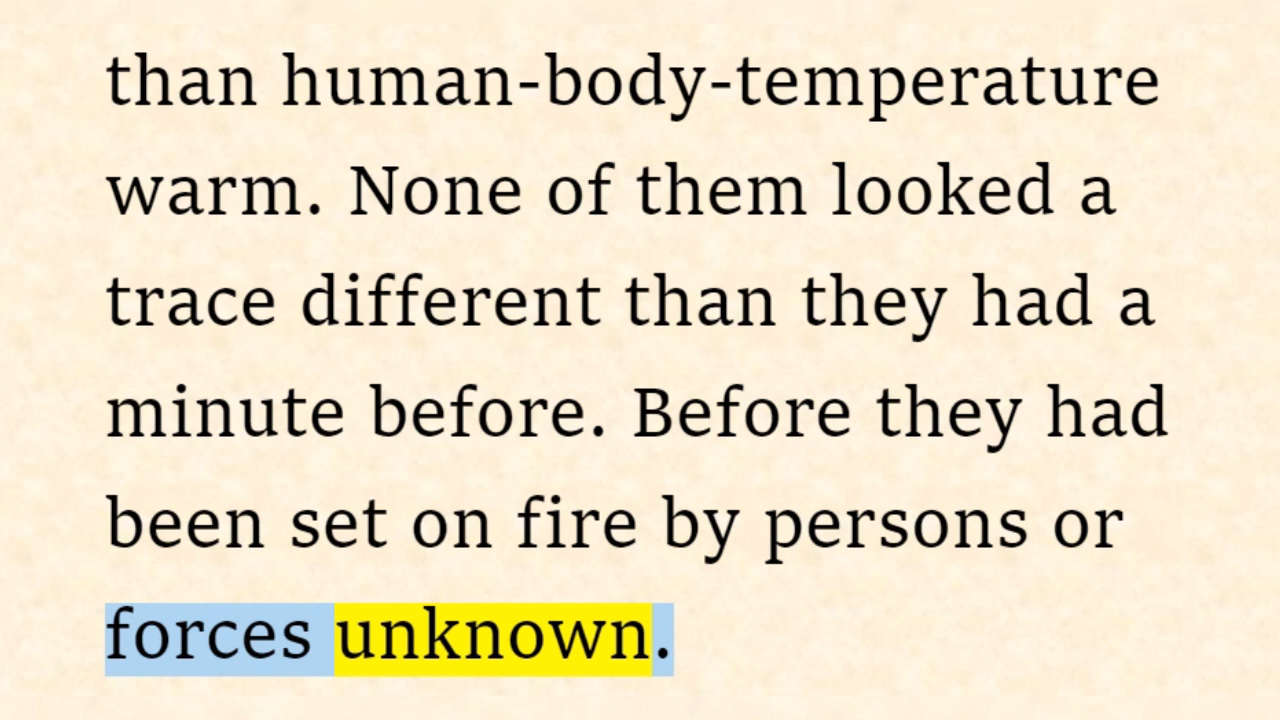 than human-body-temperature
warm. None of them looked a
trace different than they had a
minute before. Before they had
been set on fire by persons or
forces unknown.